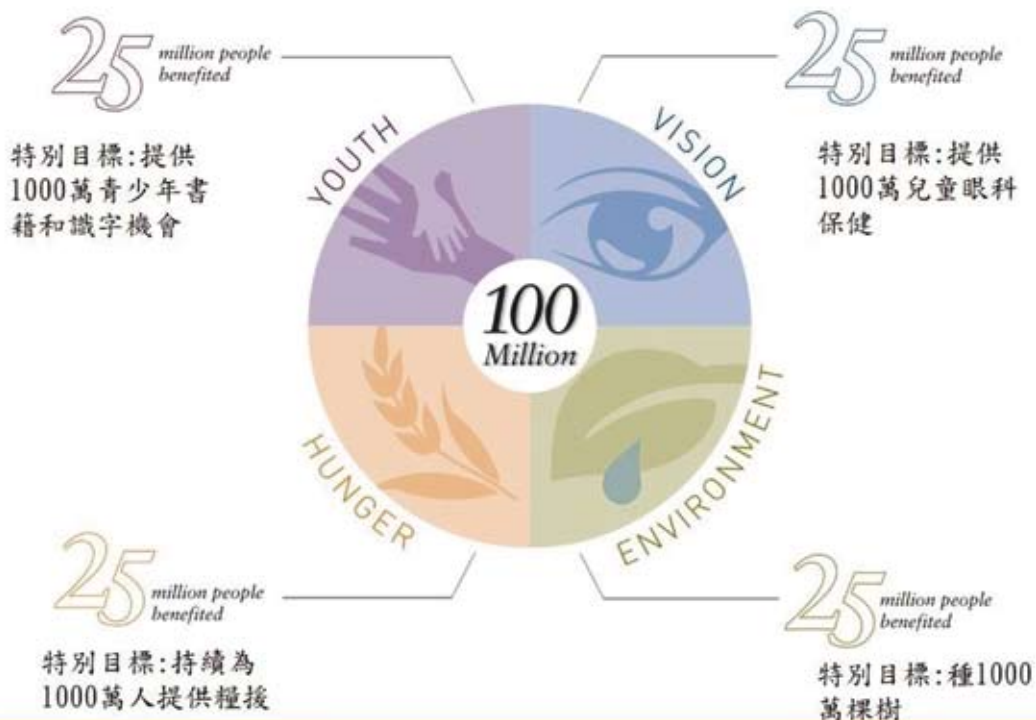 25 million people
benefited
特別目標:提供
1000萬青少年書
籍和識字機會
25 million people
benefited
特別目標:提供
1000萬兒童眼科
保健
YOUTH
VISION
100
Million
HUNGER
ENVIRONMENT
25 million people
benefited
特別目標:持續為
1000萬人提供糧援
25 million people
benefited
特別目標:種1000
萬棵樹